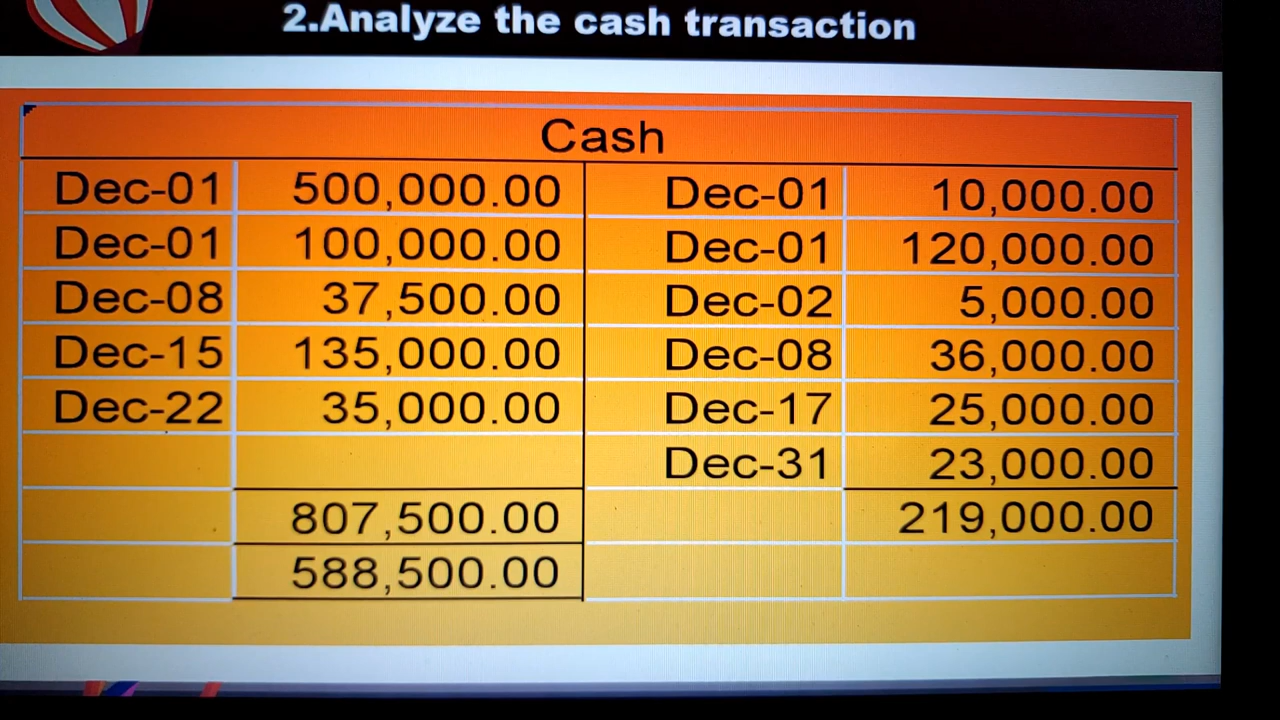 2.Analyze the cash transaction
Cash
Dec-01 500,000.00 Dec-01 10,000.00
Dec-01 100,000.00 Dec-01 120,000.00
Dec-08 37,500.00 Dec-02 5,000.00
Dec-15 135,000.00 Dec-08 36,000.00
Dec-22 35,000.00 Dec-17 25,000.00
Dec-31 23,000.00
807,500.00 219,000.00
588,500.00